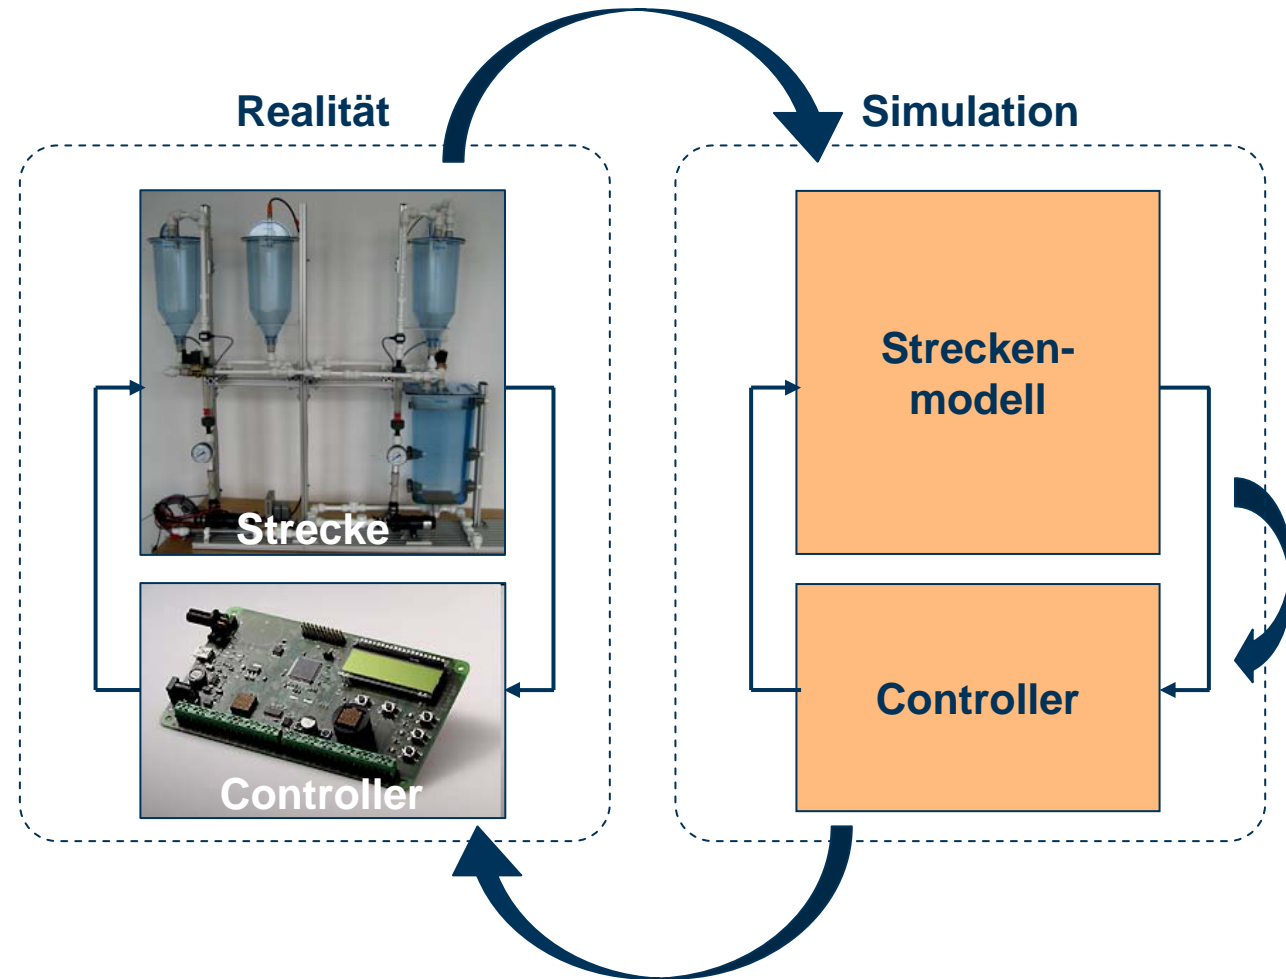 Realität
Simulation
Strecke
Controller
Strecken-
modell
Controller